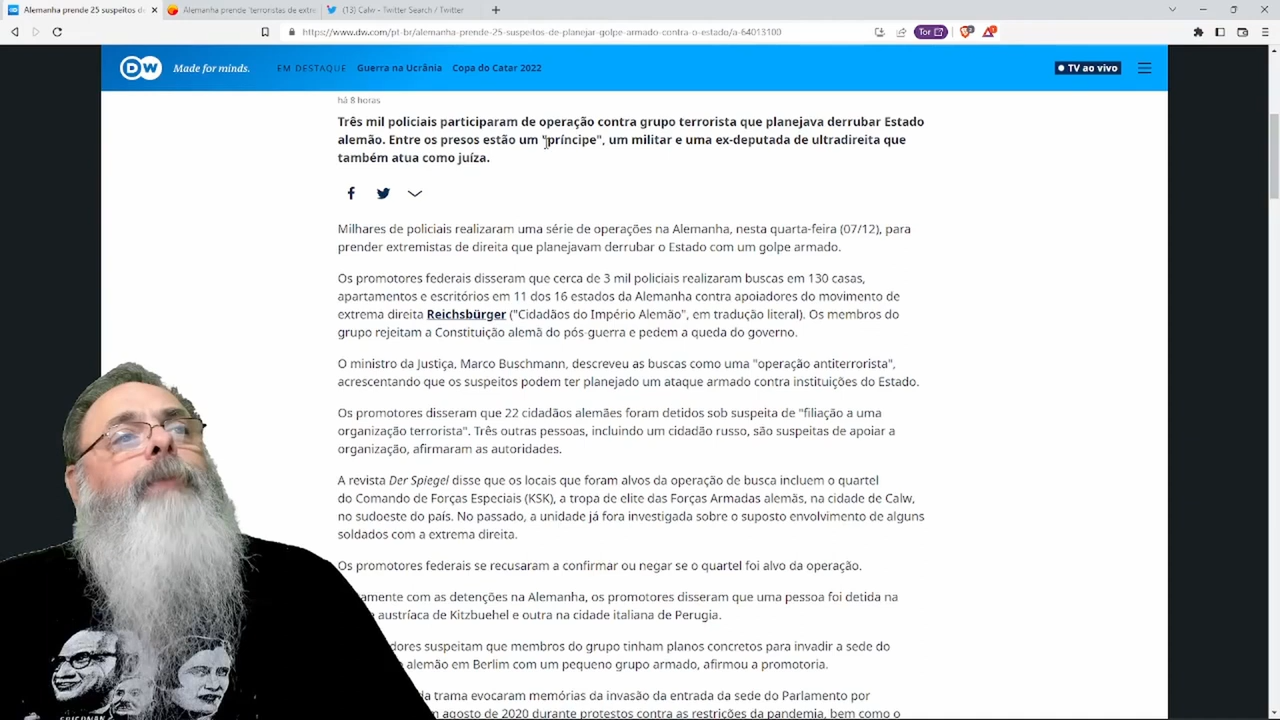 Alemanha prende 25 suspeitos de
Alemanha prende 'terroristas de extre
(13) Calw - Twitter Search / Twitter
https://www.dw.com/pt-br/alemanha-prende-25-suspeitos-de-planejar-golpe-armado-contra-o-estado/a-64013100
Tor
DW Made for minds. EM DESTAQUE Guerra na Ucrânia Copa do Catar 2022 TV ao vivo
há 8 horas
Três mil policiais participaram de operação contra grupo terrorista que planejava derrubar Estado
alemão. Entre os presos estão um "príncipe", um militar e uma ex-deputada de ultradireita que
também atua como juíza.
Milhares de policiais realizaram uma série de operações na Alemanha, nesta quarta-feira (07/12), para
prender extremistas de direita que planejavam derrubar o Estado com um golpe armado.
Os promotores federais disseram que cerca de 3 mil policiais realizaram buscas em 130 casas,
apartamentos e escritórios em 11 dos 16 estados da Alemanha contra apoiadores do movimento de
extrema direita Reichsbürger ("Cidadãos do Império Alemão", em tradução literal). Os membros do
grupo rejeitam a Constituição alemã do pós-guerra e pedem a queda do governo.
O ministro da Justiça, Marco Buschmann, descreveu as buscas como uma "operação antiterrorista",
acrescentando que os suspeitos podem ter planejado um ataque armado contra instituições do Estado.
Os promotores disseram que 22 cidadãos alemães foram detidos sob suspeita de "filiação a uma
organização terrorista". Três outras pessoas, incluindo um cidadão russo, são suspeitas de apoiar a
organização, afirmaram as autoridades.
A revista Der Spiegel disse que os locais que foram alvos da operação de busca incluem o quartel
do Comando de Forças Especiais (KSK), a tropa de elite das Forças Armadas alemãs, na cidade de Calw,
no sudoeste do país. No passado, a unidade já fora investigada sobre o suposto envolvimento de alguns
soldados com a extrema direita.
Os promotores federais se recusaram a confirmar ou negar se o quartel foi alvo da operação.
amente com as detenções na Alemanha, os promotores disseram que uma pessoa foi detida na
austríaca de Kitzbuehel e outra na cidade italiana de Perugia.
dores suspeitam que membros do grupo tinham planos concretos para invadir a sede do
alemão em Berlim com um pequeno grupo armado, afirmou a promotoria.
da trama evocaram memórias da invasão da entrada da sede do Parlamento por
agosto de 2020 durante protestos contra as restrições da pandemia, bem como o